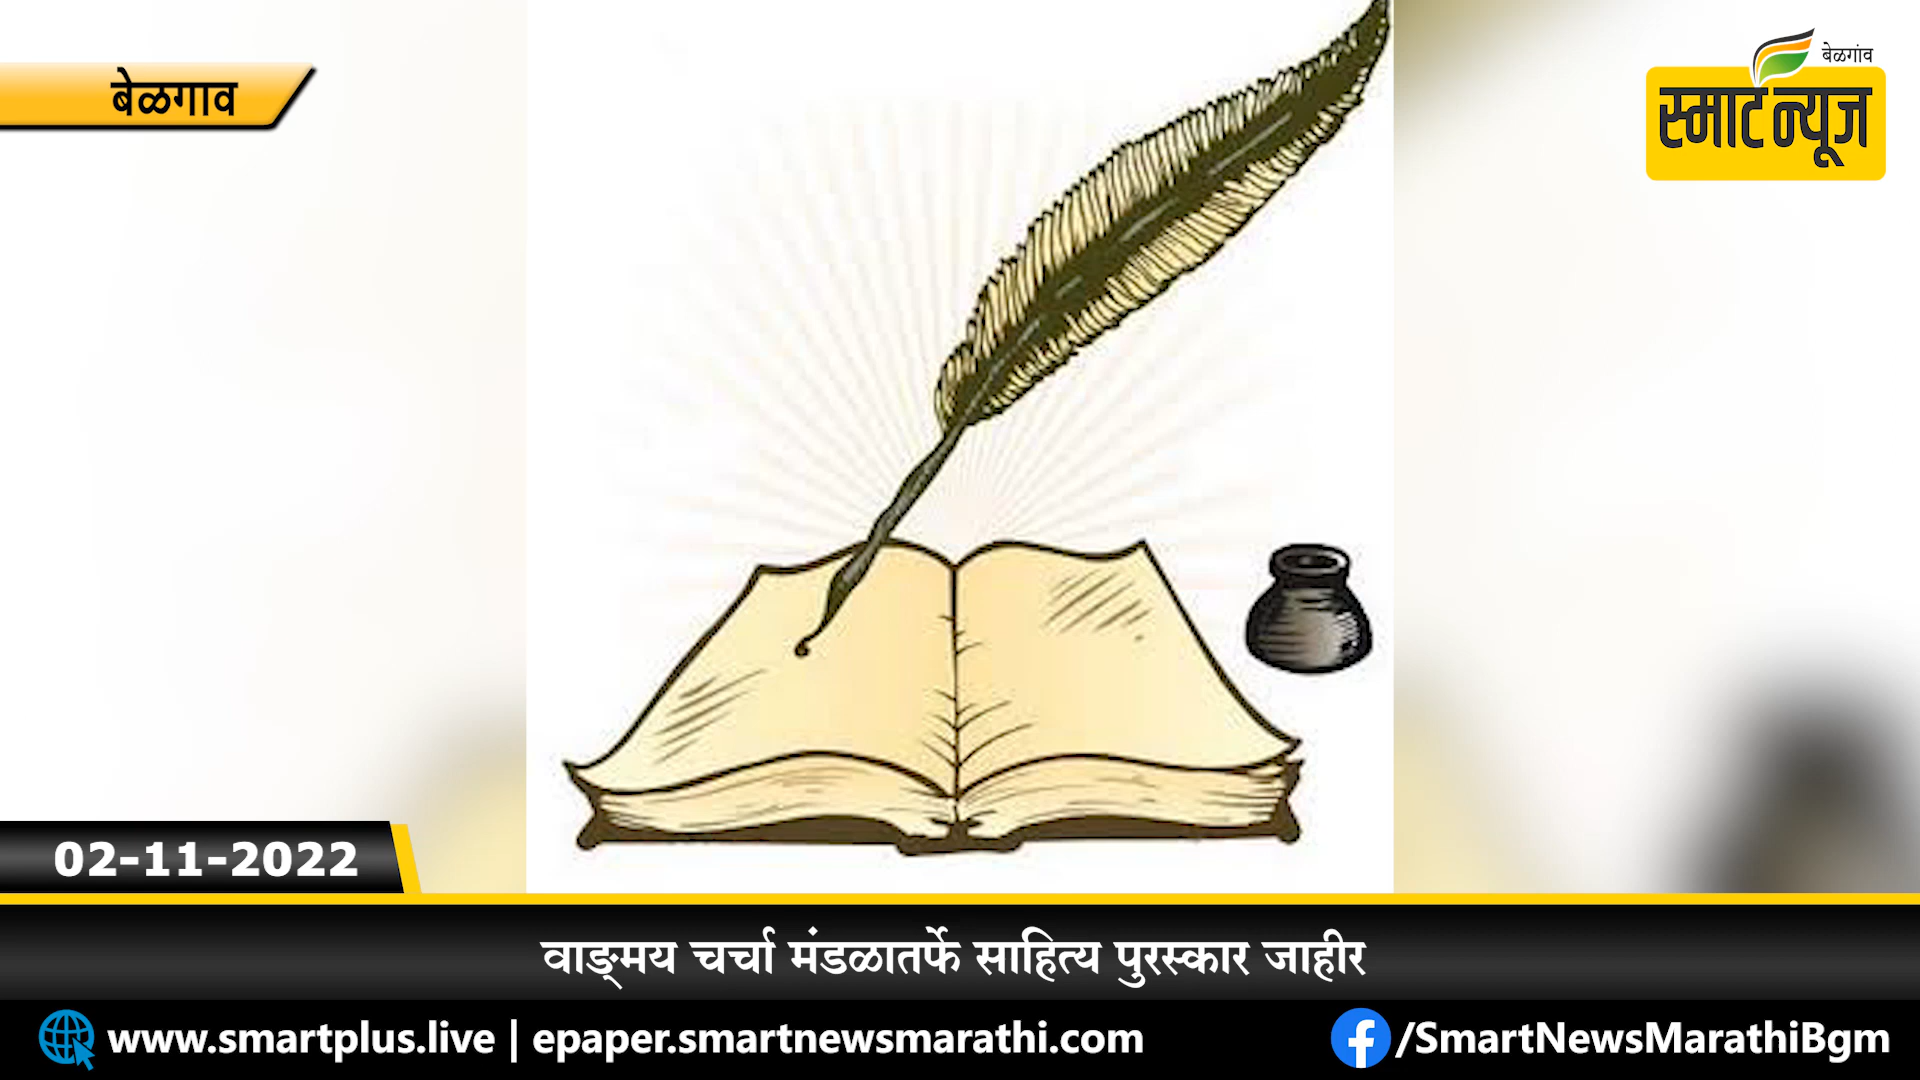 बेळगाव
बेळगांव
स्मार्ट न्यूज
02-11-2022
वाङ्‌मय चर्चा मंडळातर्फे साहित्य पुरस्कार जाहीर
www.smartplus.live | epaper.smartnewsmarathi.com
/SmartNewsMarathiBgm